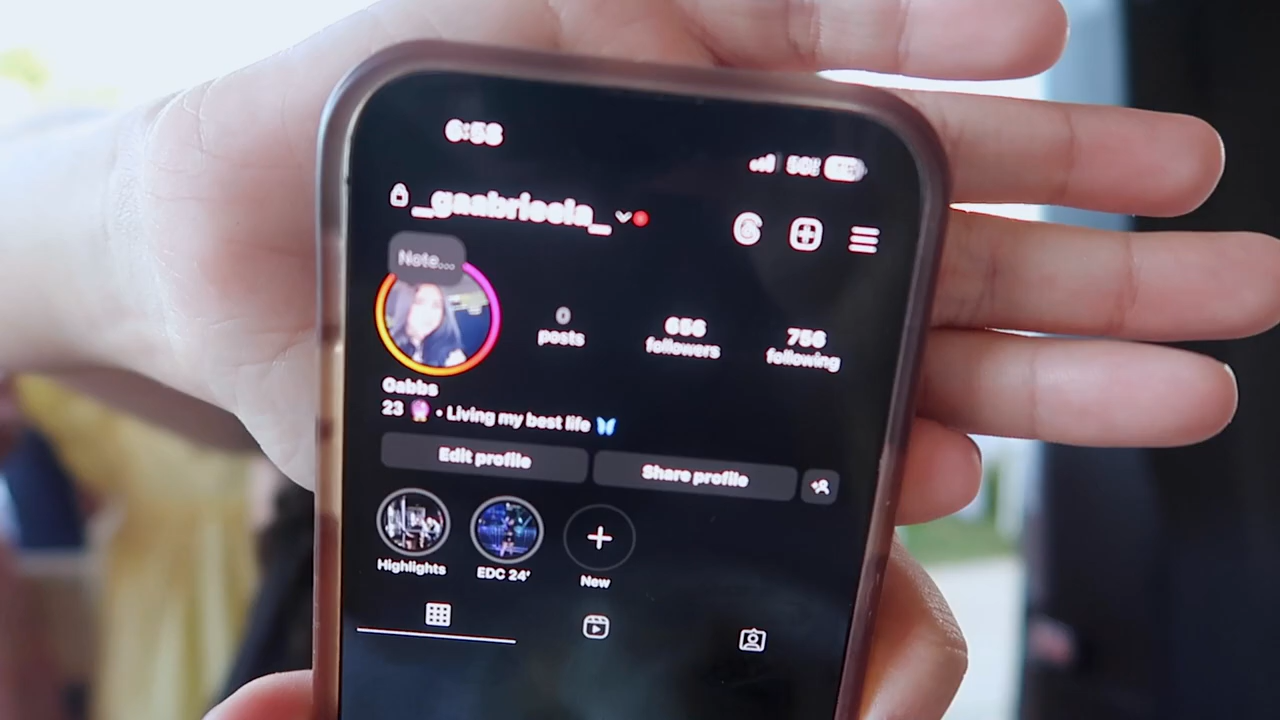 6:58
5G
_gaabrieela_
Note...
0 posts
656 followers
756 following
Gabbs
23 • Living my best life
Edit profile
Share profile
Highlights
EDC 24'
New